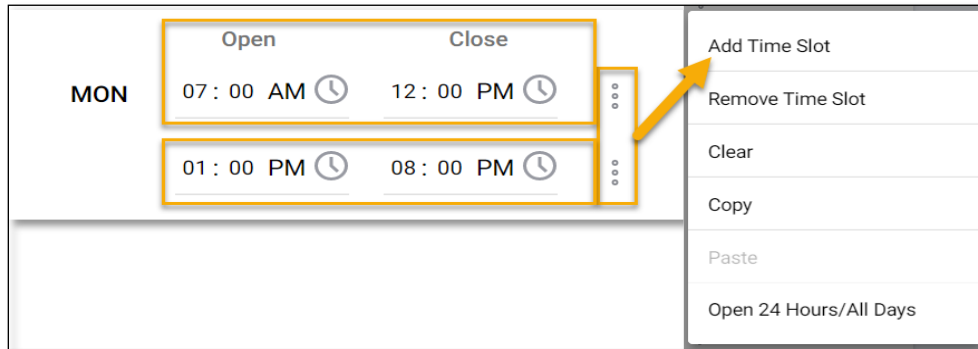 Open Close
MON 07: 00 AM 12: 00 PM
01: 00 PM 08: 00 PM
Add Time Slot
Remove Time Slot
Clear
Copy
Paste
Open 24 Hours/All Days